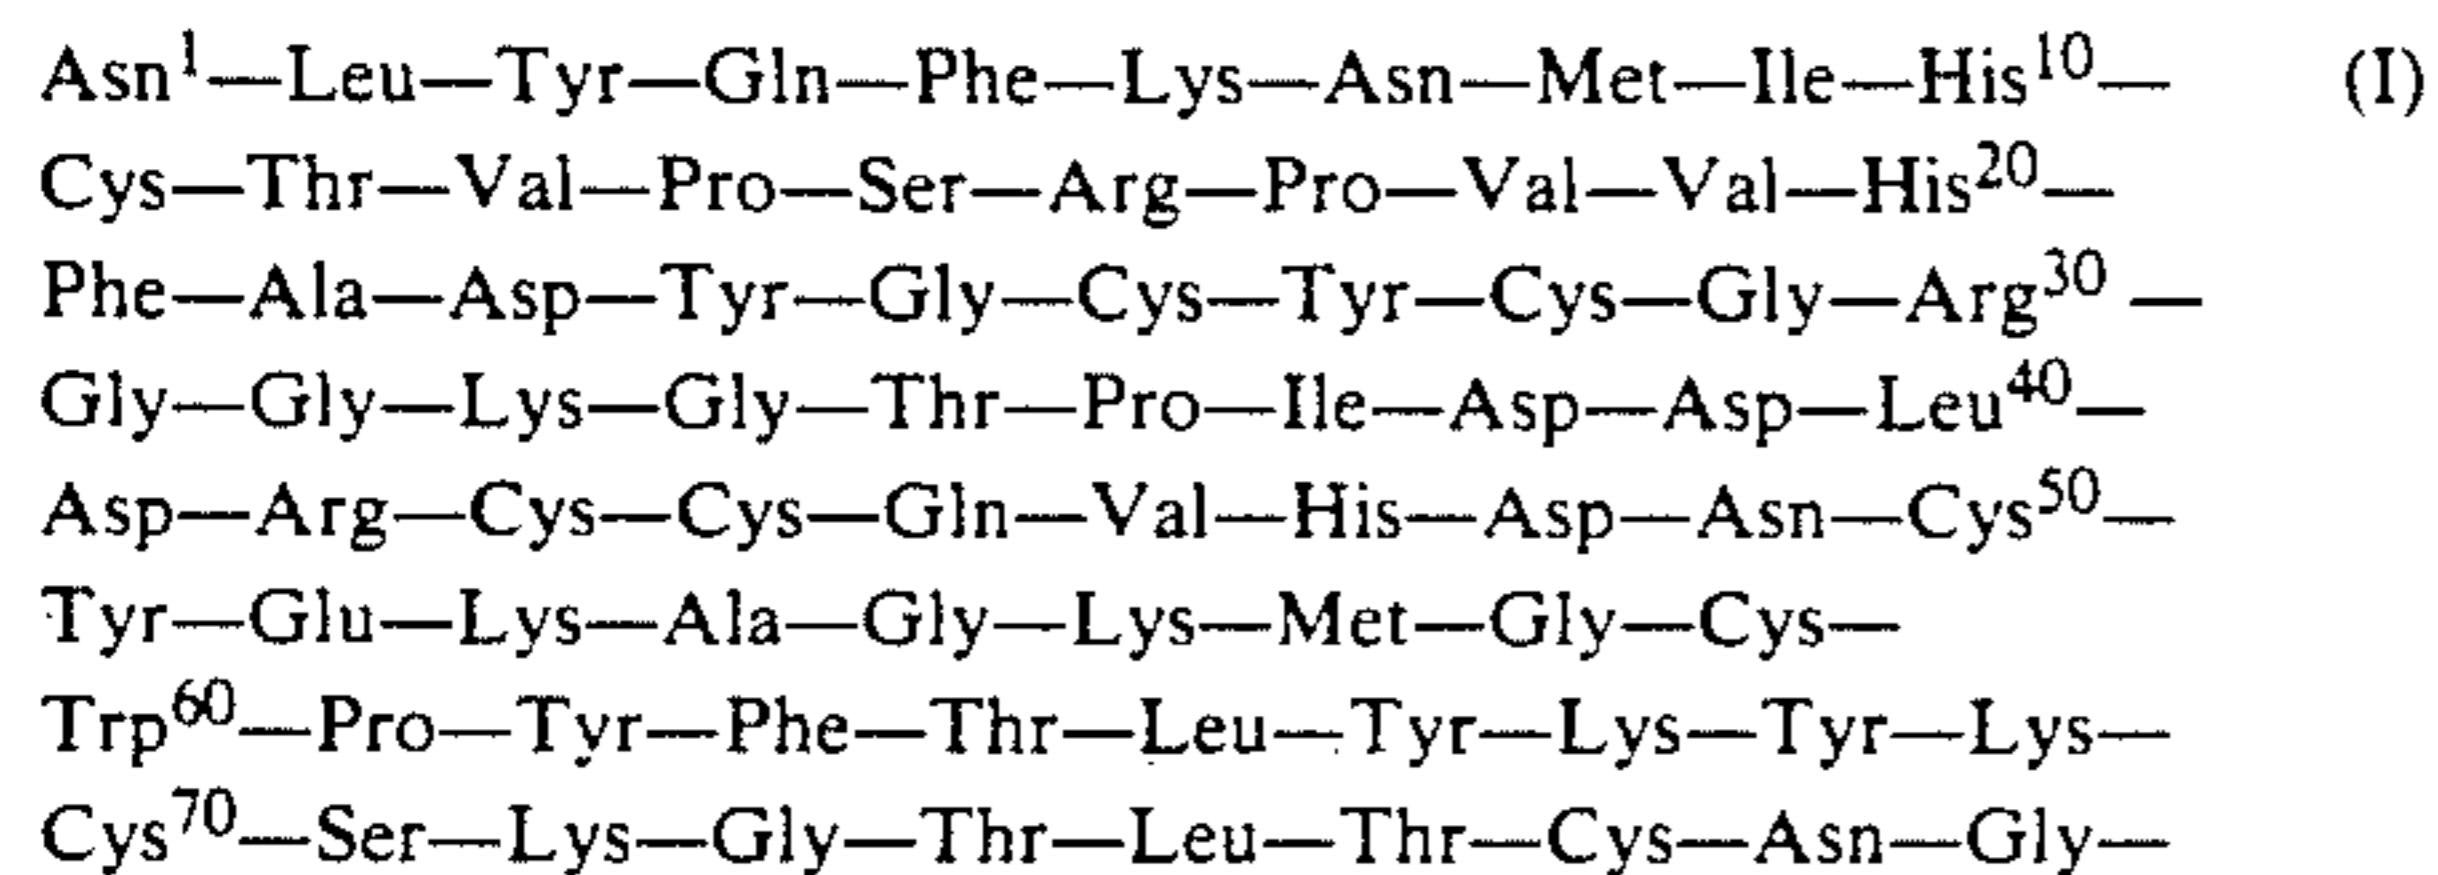 Asn¹—Leu—Tyr—Gln—Phe—Lys—Asn—Met—Ile—His¹⁰— (I)
Cys—Thr—Val—Pro—Ser—Arg—Pro—Val—Val—His²⁰—
Phe—Ala—Asp—Tyr—Gly—Cys—Tyr—Cys—Gly—Arg³⁰ —
Gly—Gly—Lys—Gly—Thr—Pro—Ile—Asp—Asp—Leu⁴⁰—
Asp—Arg—Cys—Cys—Gln—Val—His—Asp—Asn—Cys⁵⁰—
Tyr—Glu—Lys—Ala—Gly—Lys—Met—Gly—Cys—
Trp⁶⁰—Pro—Tyr—Phe—Thr—Leu—Tyr—Lys—Tyr—Lys—
Cys⁷⁰—Ser—Lys—Gly—Thr—Leu—Thr—Cys—Asn—Gly—